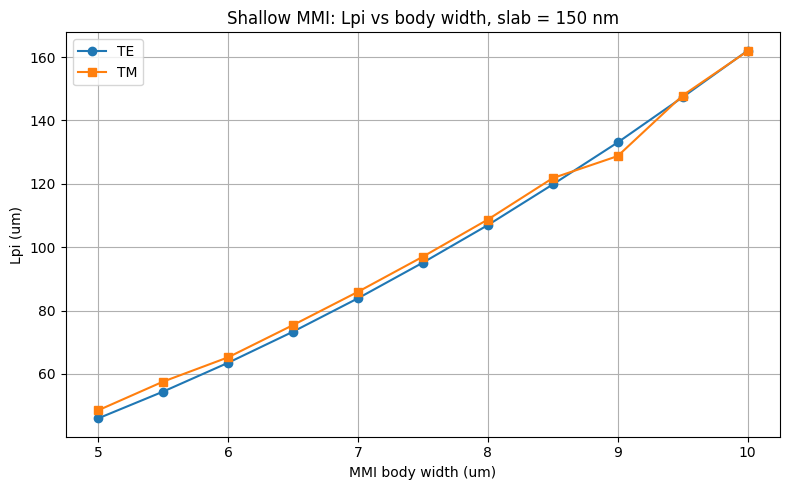 Shallow MMI: Lpi vs body width, slab = 150 nm
TE
TM
160
140
120
100
80
60
Lpi (um)
5 6 7 8 9 10
MMI body width (um)